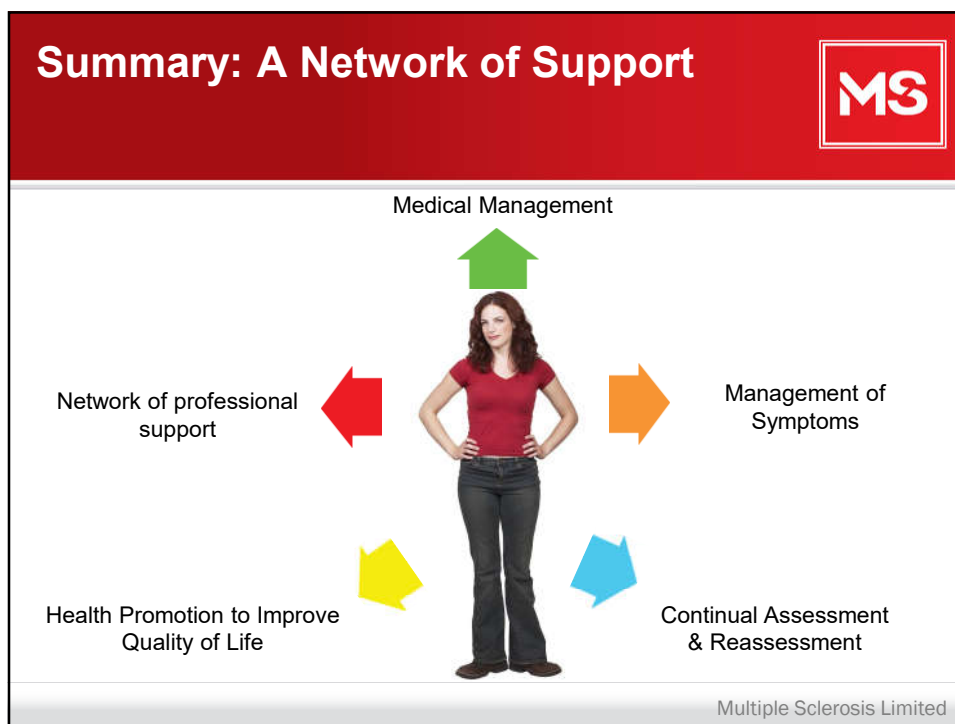 Summary: A Network of Support
MS
Medical Management
Network of professional
support
Management of
Symptoms
Health Promotion to Improve
Quality of Life
Continual Assessment
& Reassessment
Multiple Sclerosis Limited